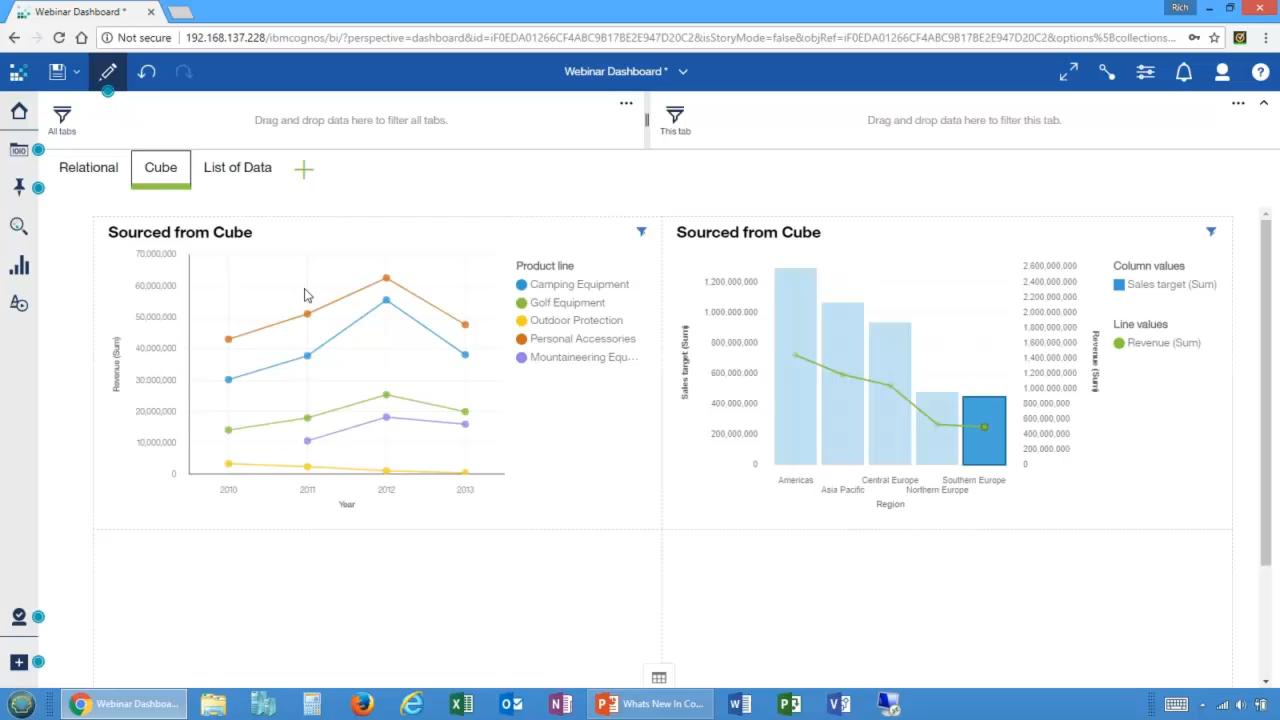 Webinar Dashboard *
Rich
Not secure
192.168.137.228/ibmcognos/bi/?perspective=dashboard&id=iF0EDA01266CF4ABC9B17BE2E947D20C2&isStoryMode=false&objRef=iF0EDA01266CF4ABC9B17BE2E947D20C2&options%5Bcollections...
Webinar Dashboard *
All tabs
Drag and drop data here to filter all tabs.
This tab
Drag and drop data here to filter this tab.
Relational
Cube
List of Data
Sourced from Cube
70,000,000
60,000,000
50,000,000
40,000,000
30,000,000
20,000,000
10,000,000
0
Revenue (Sum)
2010
2011
2012
2013
Year
Product line
Camping Equipment
Golf Equipment
Outdoor Protection
Personal Accessories
Mountaineering Equ...
Sourced from Cube
1,200,000,000
1,000,000,000
800,000,000
600,000,000
400,000,000
200,000,000
0
Sales target (Sum)
Americas
Asia Pacific
Central Europe
Northern Europe
Southern Europe
Region
2,600,000,000
2,400,000,000
2,200,000,000
2,000,000,000
1,800,000,000
1,600,000,000
1,400,000,000
1,200,000,000
1,000,000,000
800,000,000
600,000,000
400,000,000
200,000,000
0
Revenue (Sum)
Column values
Sales target (Sum)
Line values
Revenue (Sum)
Webinar Dashboa...
Whats New In Co...